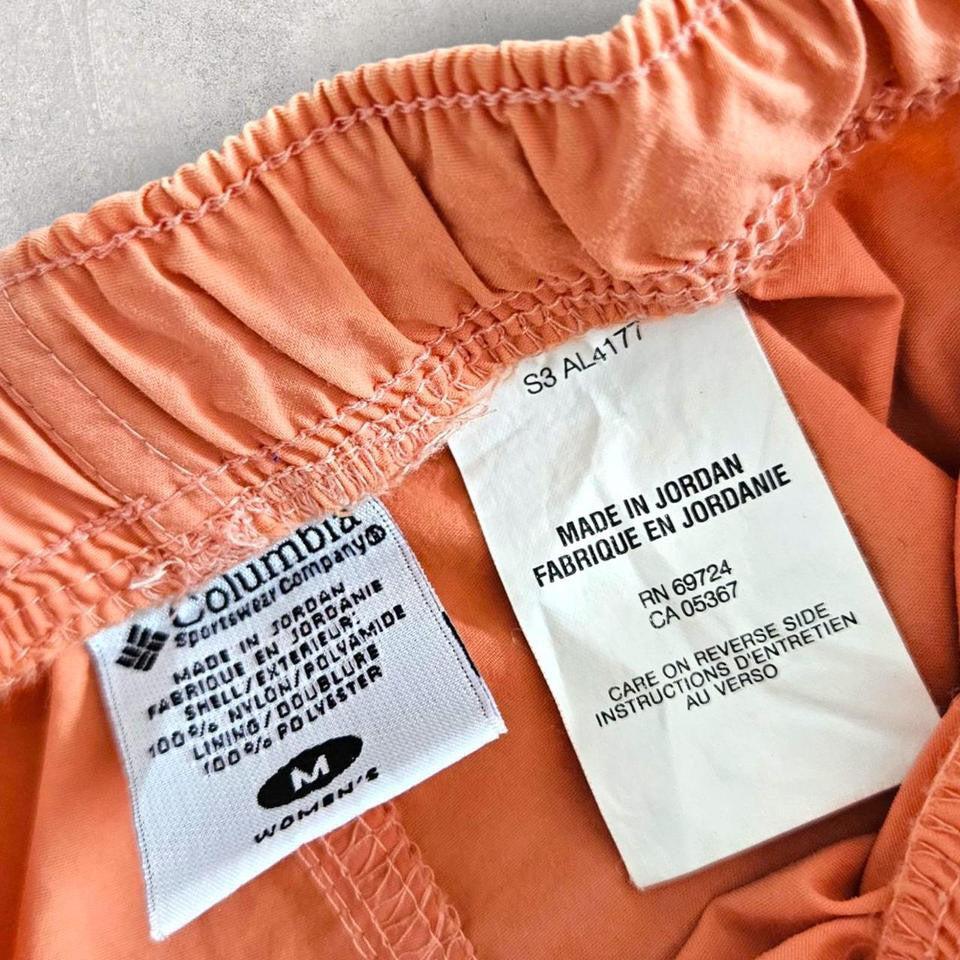 Columbia
Sportswear Company®
MADE IN JORDAN
FABRIQUE EN JORDANIE
SHELL/EXTERIEUR:
100% NYLON/POLYAMIDE
LINING/DOUBLURE
100% POLYESTER
M
WOMEN'S
S3 AL4177
MADE IN JORDAN
FABRIQUE EN JORDANIE
RN 69724
CA 05367
CARE ON REVERSE SIDE
INSTRUCTIONS D'ENTRETIEN
AU VERSO